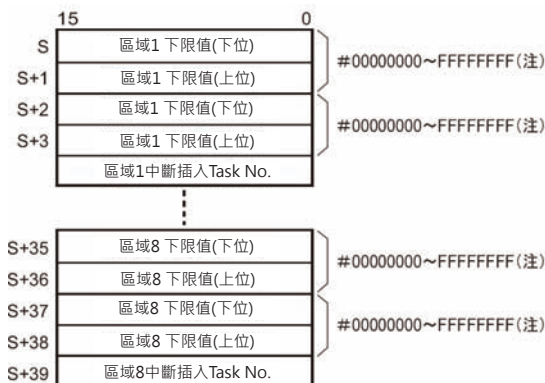 15 0
S 區域1 下限值(下位)
#00000000～FFFFFFFF(注)
S+1 區域1 下限值(上位)
S+2 區域1 下限值(下位)
#00000000～FFFFFFFF(注)
S+3 區域1 下限值(上位)
區域1中斷插入Task No.
S+35 區域8 下限值(下位)
#00000000～FFFFFFFF(注)
S+36 區域8 下限值(上位)
S+37 區域8 下限值(下位)
#00000000～FFFFFFFF(注)
S+38 區域8 下限值(上位)
S+39 區域8中斷插入Task No.